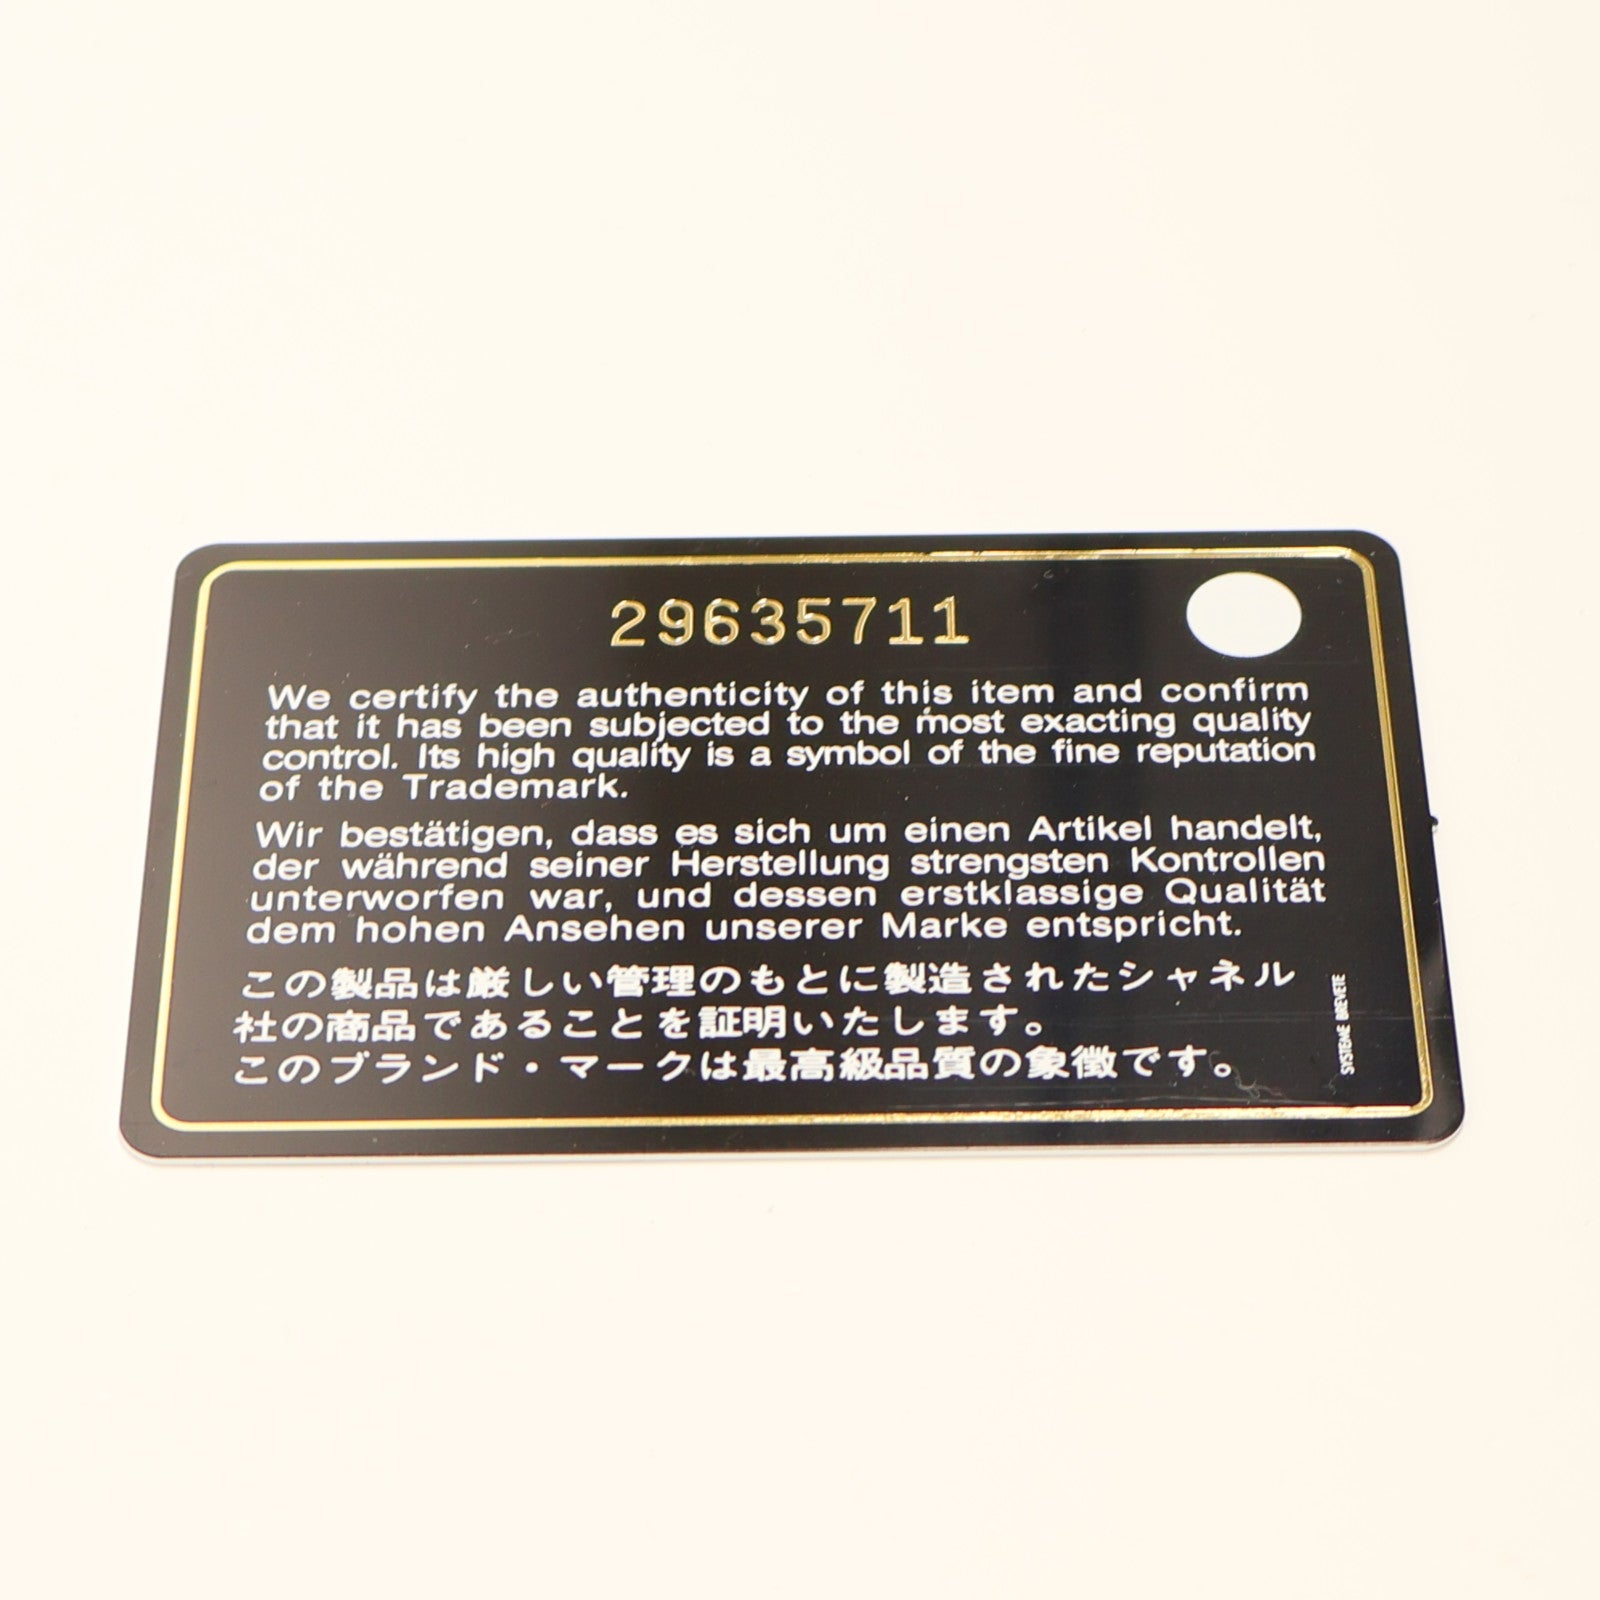 29635711
We certify the authenticity of this item and confirm
that it has been subjected to the most exacting quality
control. Its high quality is a symbol of the fine reputation
of the Trademark.
Wir bestätigen, dass es sich um einen Artikel handelt,
der während seiner Herstellung strengsten Kontrollen
unterworfen war, und dessen erstklassige Qualität
dem hohen Ansehen unserer Marke entspricht.
この製品は厳しい管理のもとに製造されたシャネル
社の商品であることを証明いたします。
このブランド・マークは最高級品質の象徴です。
SYSTEME BREVETE